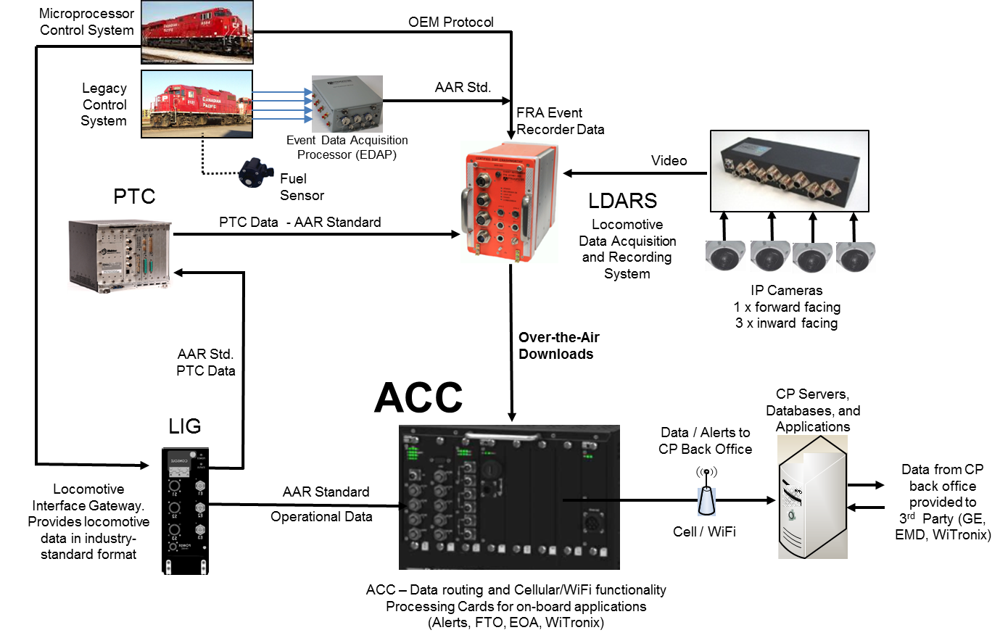 Microprocessor
Control System
OEM Protocol
Legacy
Control
System
AAR Std.
Event Data Acquisition
Processor (EDAP)
FRA Event
Recorder Data
Fuel
Sensor
Video
LDARS
Locomotive
Data Acquisition
and Recording
System
PTC
PTC Data - AAR Standard
IP Cameras
1 x forward facing
3 x inward facing
Over-the-Air
Downloads
AAR Std.
PTC Data
ACC
LIG
CONSOLE
POWER
Locomotive
Interface Gateway.
Provides locomotive
data in industry-
standard format
AAR Standard
Operational Data
Data / Alerts to
CP Back Office
Cell / WiFi
CP Servers,
Databases, and
Applications
Data from CP
back office
provided to
3rd Party (GE,
EMD, WiTronix)
ACC – Data routing and Cellular/WiFi functionality
Processing Cards for on-board applications
(Alerts, FTO, EOA, WiTronix)